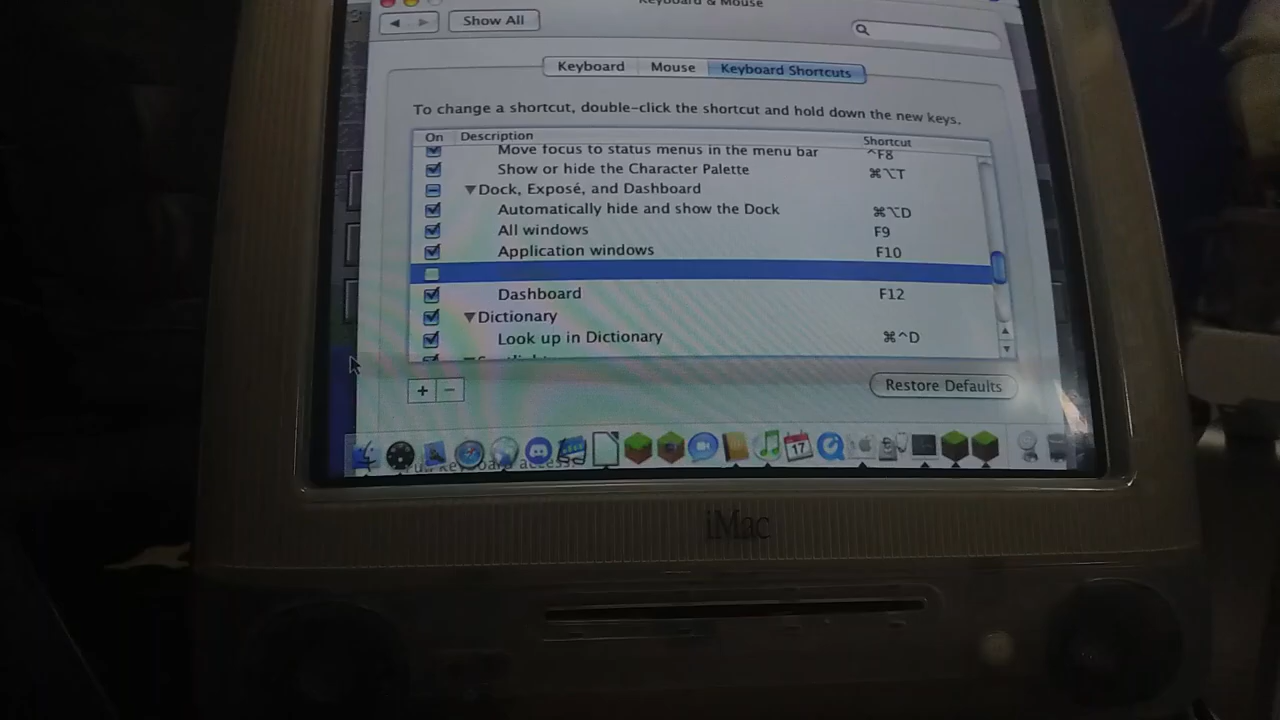 Keyboard & Mouse
Show All
Keyboard Mouse Keyboard Shortcuts
To change a shortcut, double-click the shortcut and hold down the new keys.
On Description Shortcut
Move focus to status menus in the menu bar ^F8
Show or hide the Character Palette ⌘⌥T
▼Dock, Exposé, and Dashboard
Automatically hide and show the Dock ⌘⌥D
All windows F9
Application windows F10
Dashboard F12
▼Dictionary
Look up in Dictionary ⌘^D
+ −
Restore Defaults
17
keyboard access
iMac